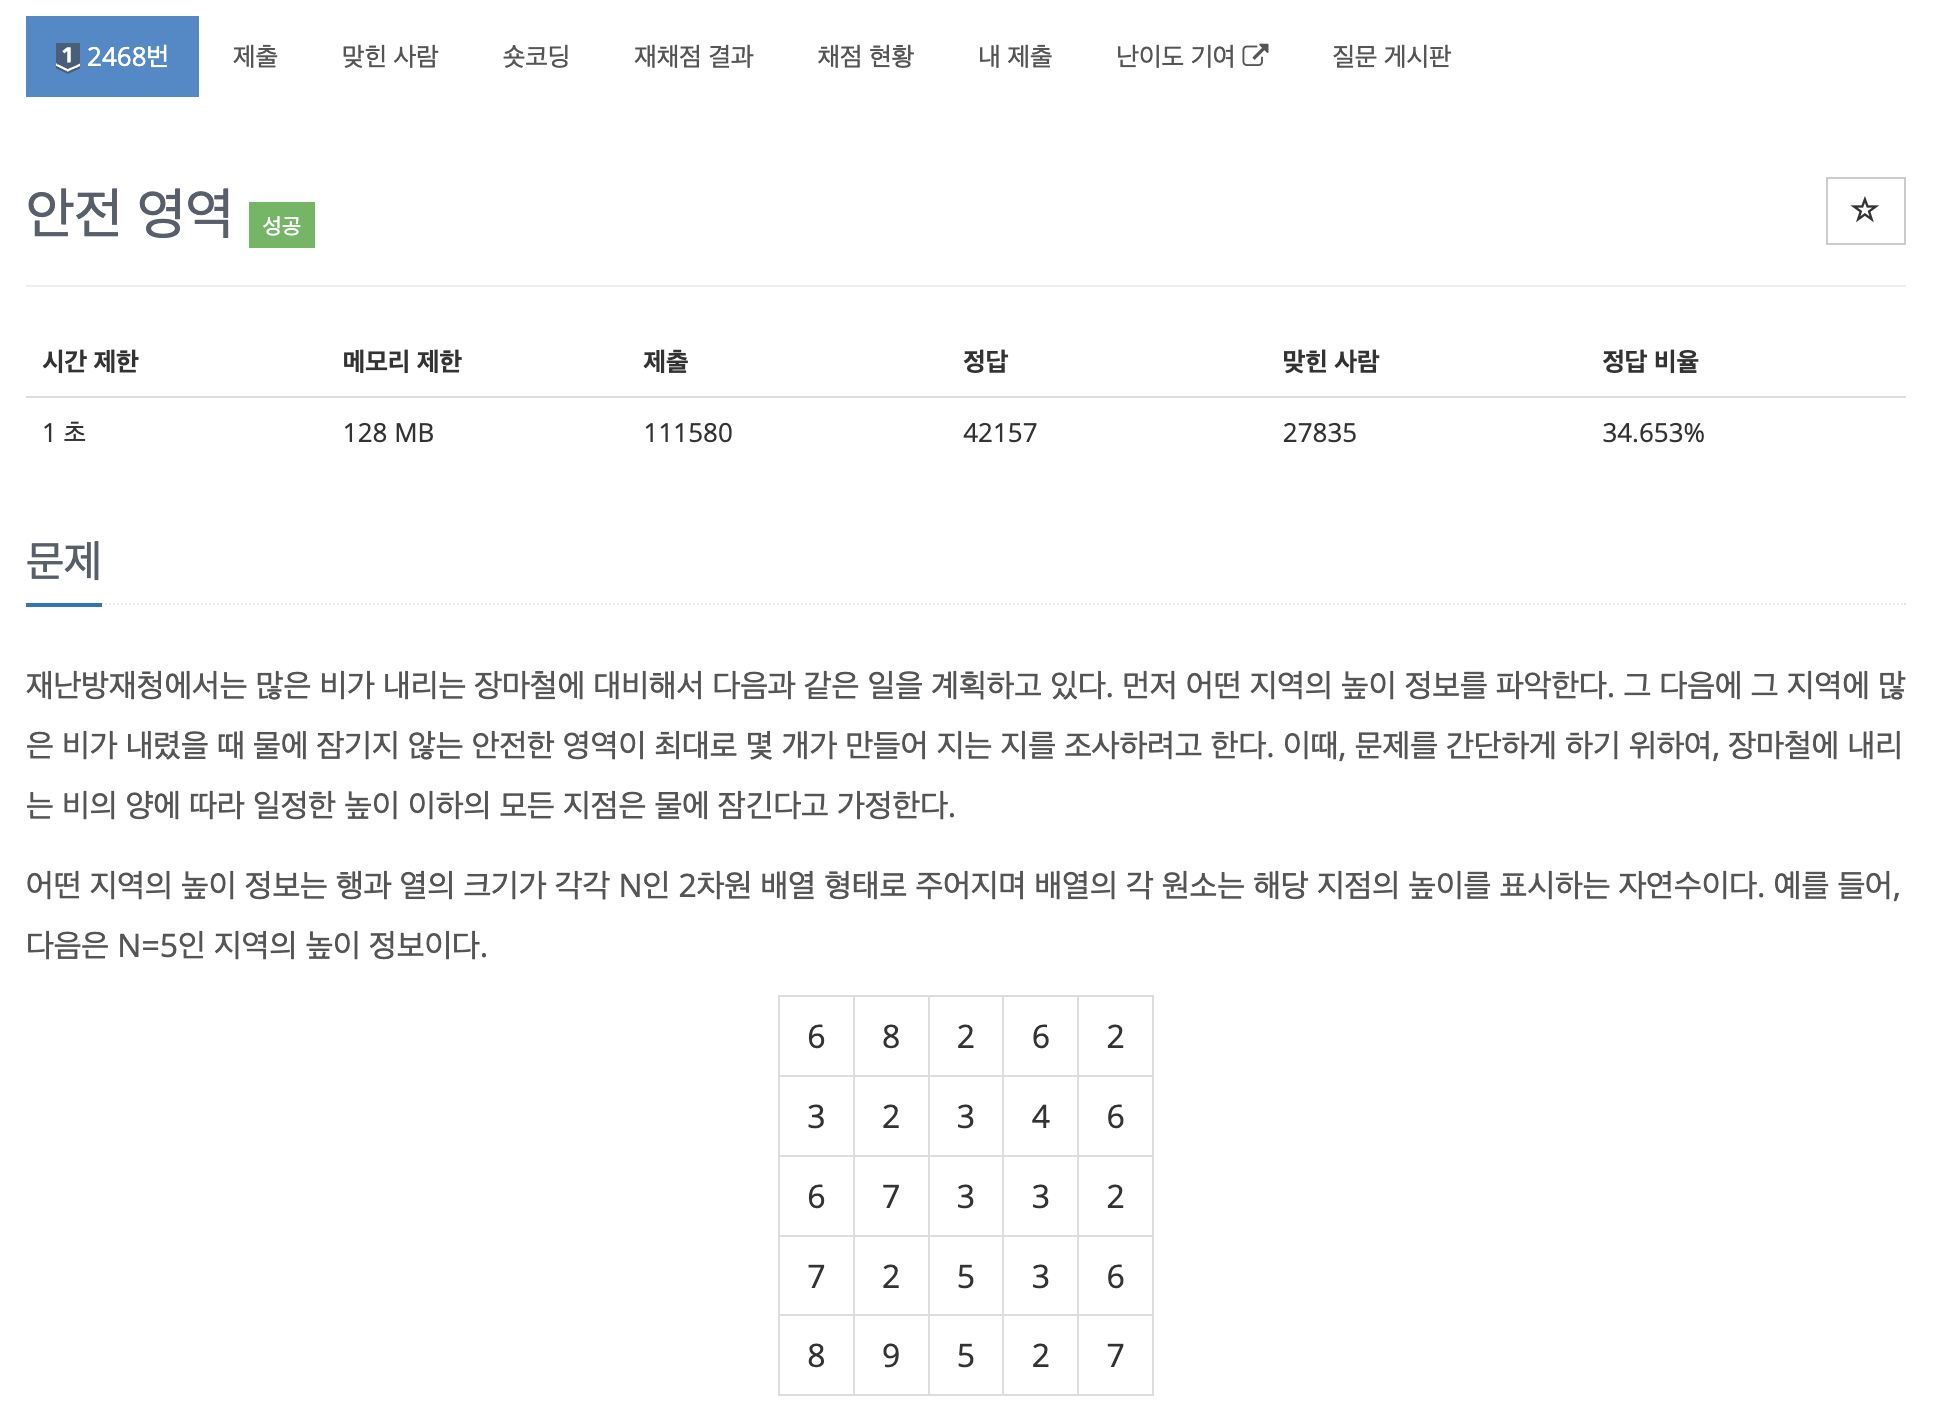 1 2468번 제출 맞힌 사람 숏코딩 재채점 결과 채점 현황 내 제출 난이도 기여 질문 게시판
안전 영역 성공
시간 제한 메모리 제한 제출 정답 맞힌 사람 정답 비율
1 초 128 MB 111580 42157 27835 34.653%
문제
재난방재청에서는 많은 비가 내리는 장마철에 대비해서 다음과 같은 일을 계획하고 있다. 먼저 어떤 지역의 높이 정보를 파악한다. 그 다음에 그 지역에 많
은 비가 내렸을 때 물에 잠기지 않는 안전한 영역이 최대로 몇 개가 만들어 지는 지를 조사하려고 한다. 이때, 문제를 간단하게 하기 위하여, 장마철에 내리
는 비의 양에 따라 일정한 높이 이하의 모든 지점은 물에 잠긴다고 가정한다.
어떤 지역의 높이 정보는 행과 열의 크기가 각각 N인 2차원 배열 형태로 주어지며 배열의 각 원소는 해당 지점의 높이를 표시하는 자연수이다. 예를 들어,
다음은 N=5인 지역의 높이 정보이다.
6 8 2 6 2
3 2 3 4 6
6 7 3 3 2
7 2 5 3 6
8 9 5 2 7